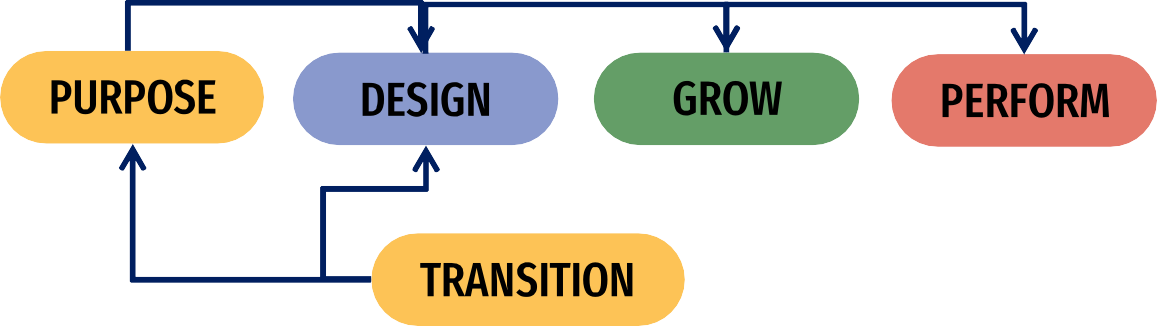 PURPOSE
DESIGN
GROW
PERFORM
TRANSITION